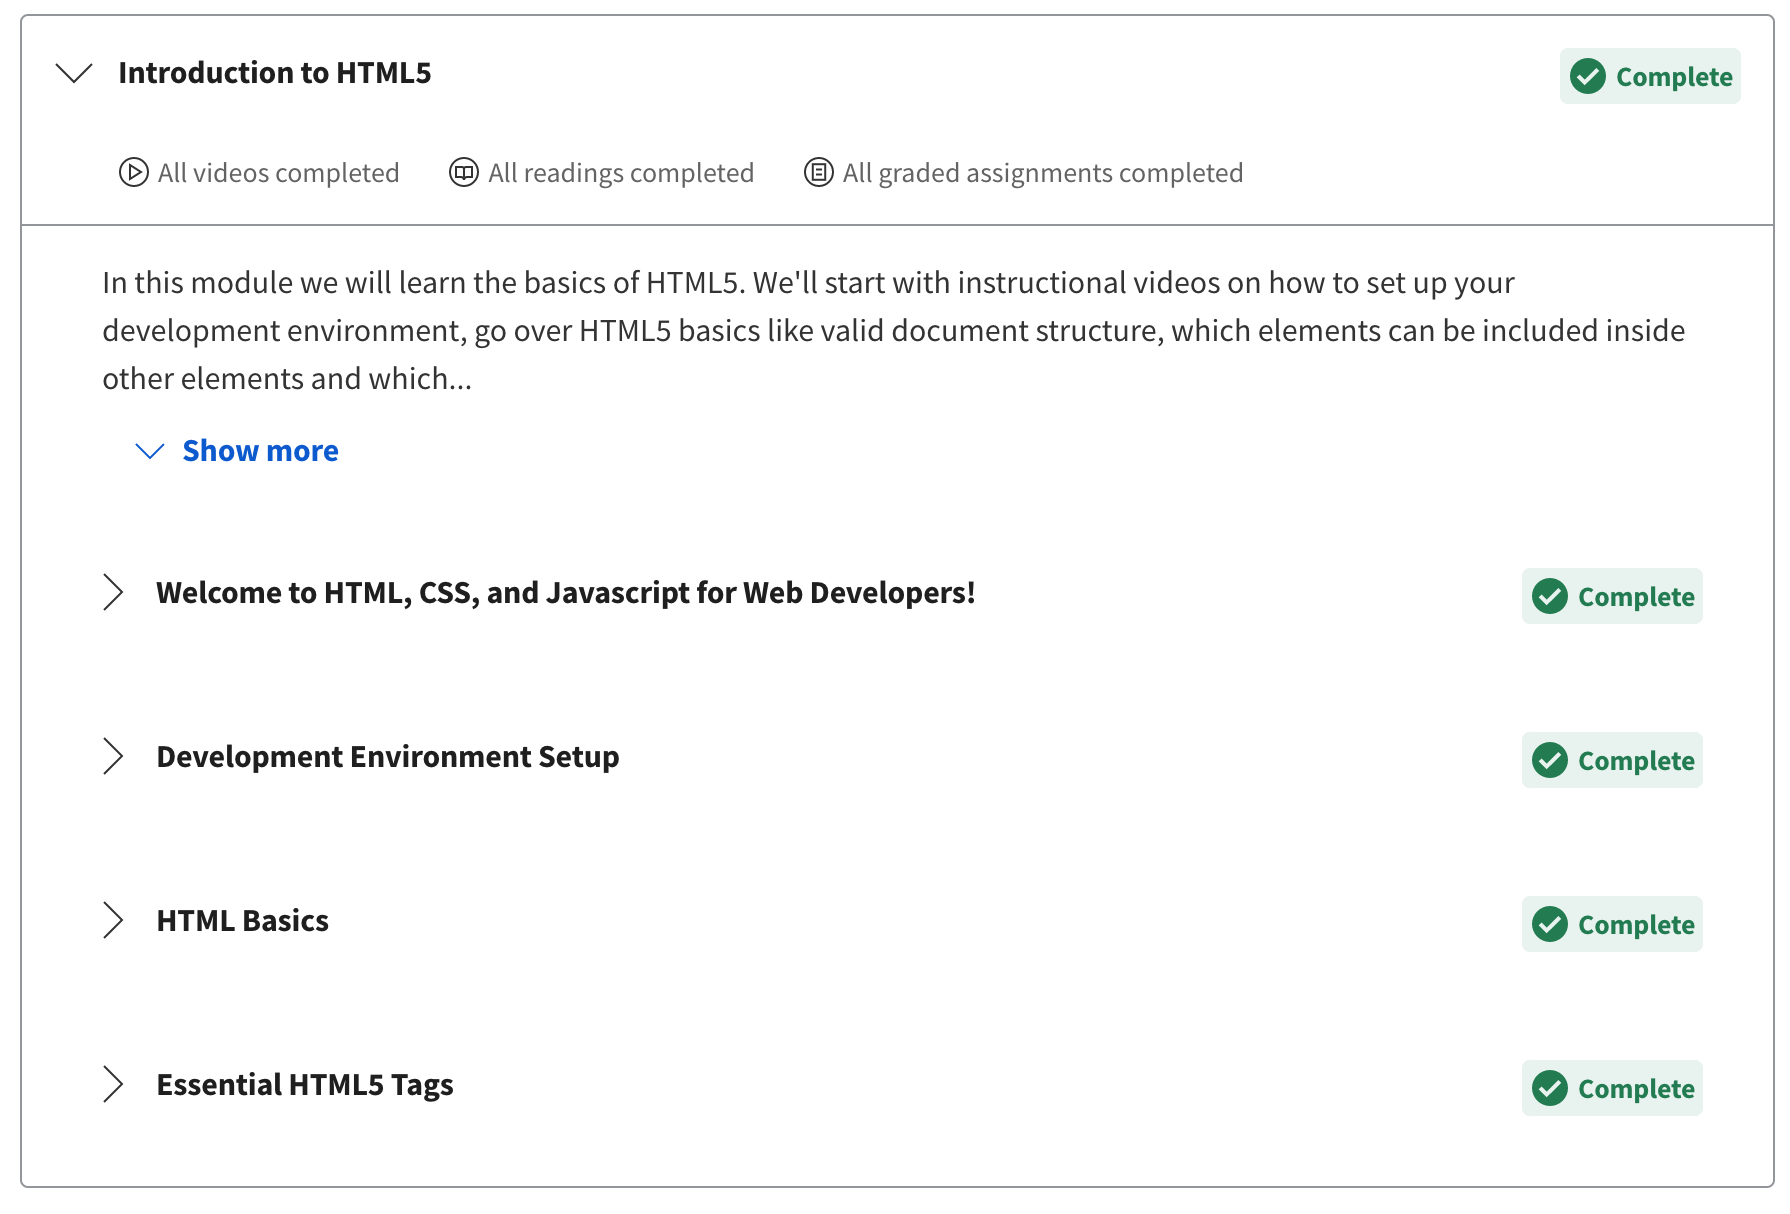 Introduction to HTML5
Complete
All videos completed
All readings completed
All graded assignments completed
In this module we will learn the basics of HTML5. We'll start with instructional videos on how to set up your
development environment, go over HTML5 basics like valid document structure, which elements can be included inside
other elements and which...
Show more
Welcome to HTML, CSS, and Javascript for Web Developers!
Complete
Development Environment Setup
Complete
HTML Basics
Complete
Essential HTML5 Tags
Complete